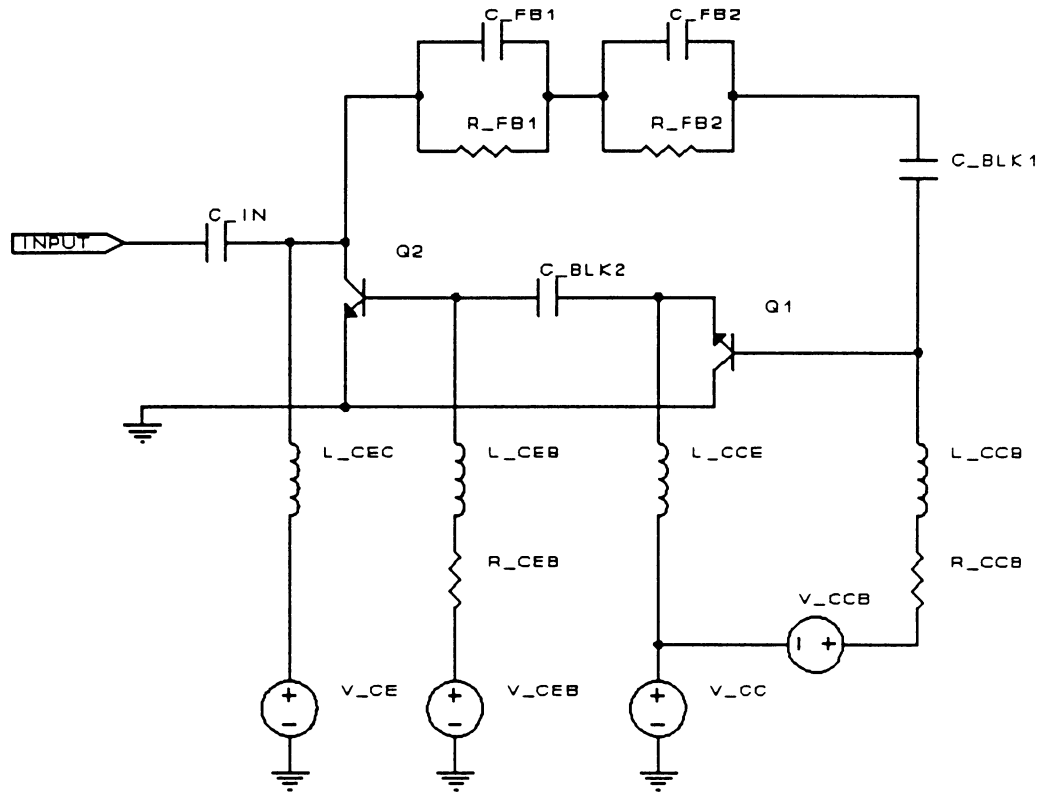 C_FB1
C_FB2
R_FB1
R_FB2
C_BLK1
C_IN
INPUT
Q2
C_BLK2
Q1
L_CEC
L_CEB
L_CCE
L_CCB
R_CEB
R_CCB
V_CCB
V_CE
V_CEB
V_CC